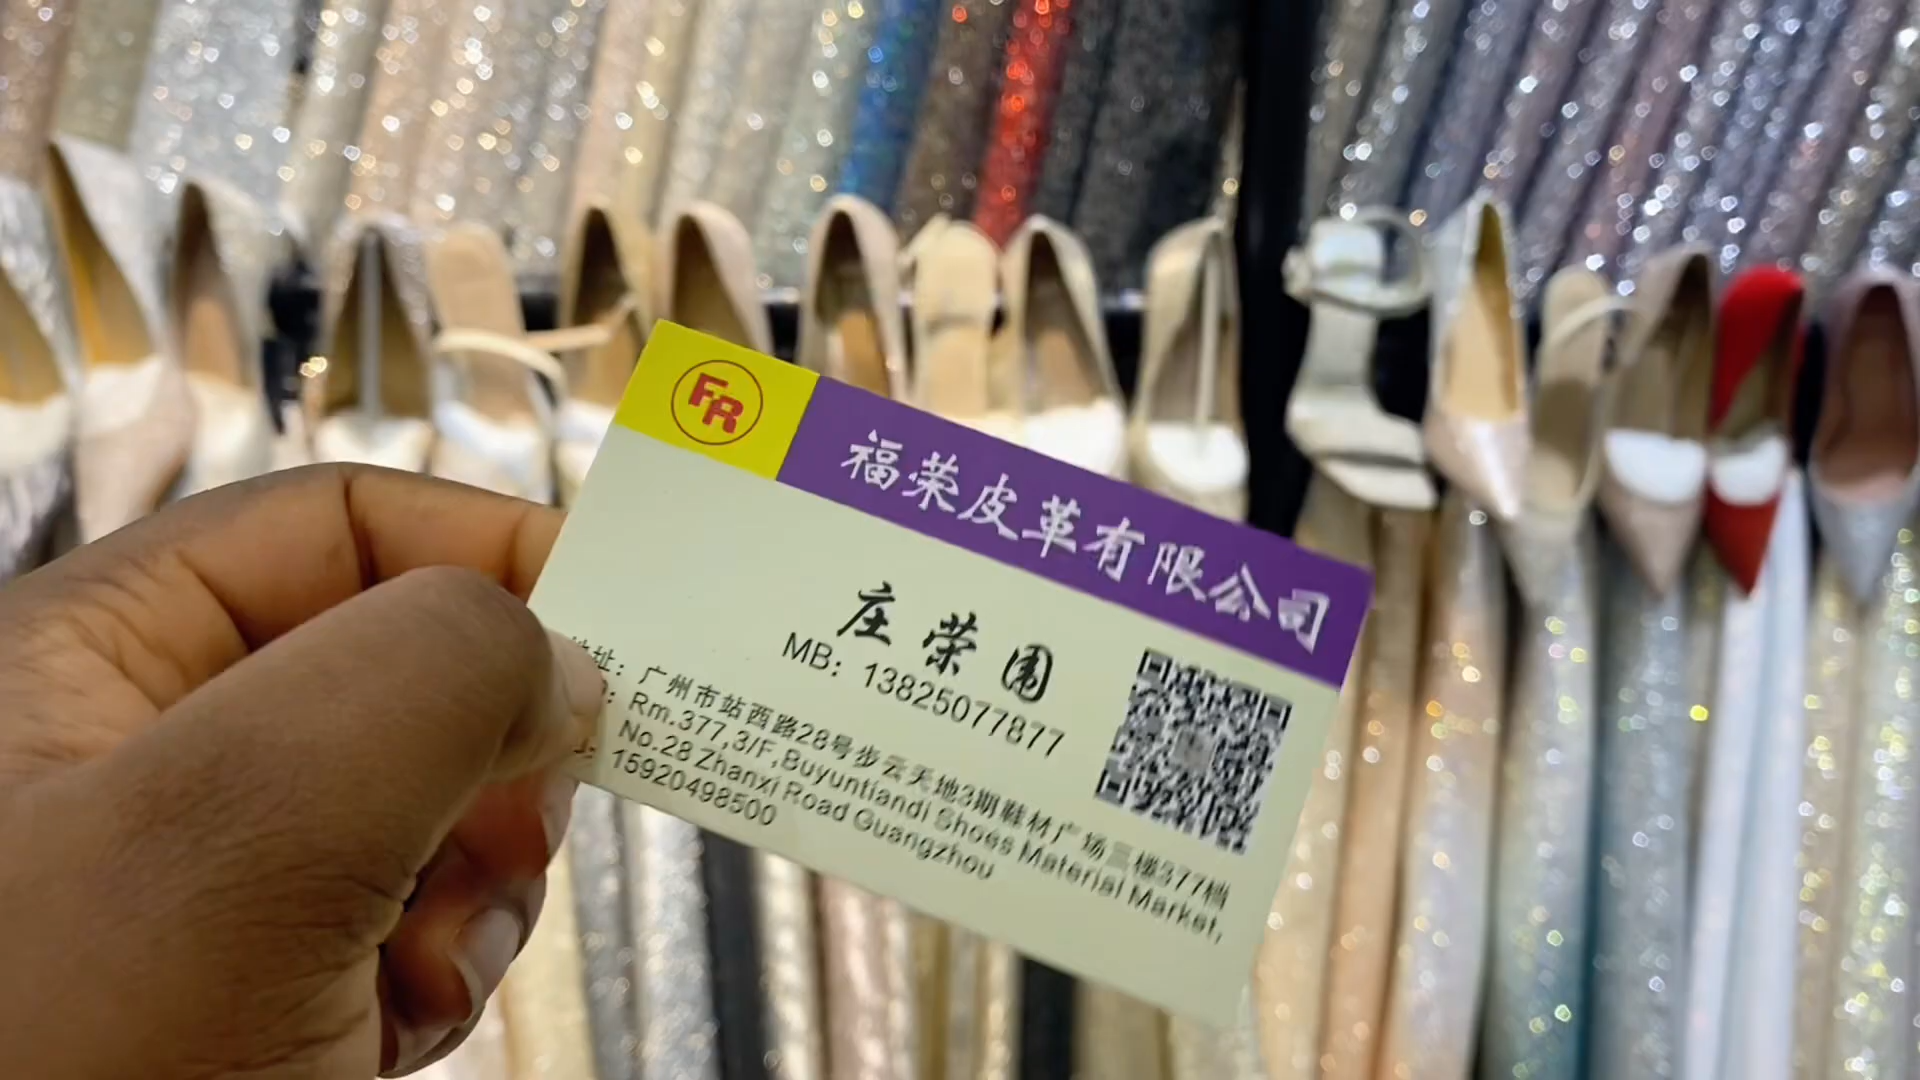 FR
福荣皮革有限公司
庄荣围
MB: 13825077877
址：广州市站西路28号步云天地3期鞋材广场三楼377档
: Rm.377,3/F,Buyuntiandi Shoes Material Market,
No.28 Zhanxi Road Guangzhou
: 15920498500